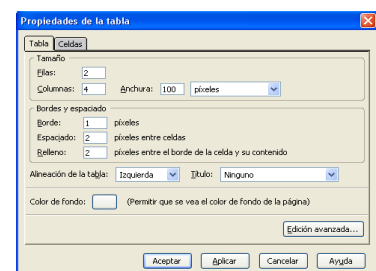 Propiedades de la tabla
Tabla Celdas
Tamaño
Filas: 2
Columnas: 4 Anchura: 100 píxeles
Bordes y espaciado
Borde: 1 píxeles
Espaciado: 2 píxeles entre celdas
Relleno: 2 píxeles entre el borde de la celda y su contenido
Alineación de la tabla: Izquierda Título: Ninguno
Color de fondo: (Permitir que se vea el color de fondo de la página)
Edición avanzada...
Aceptar Aplicar Cancelar Ayuda